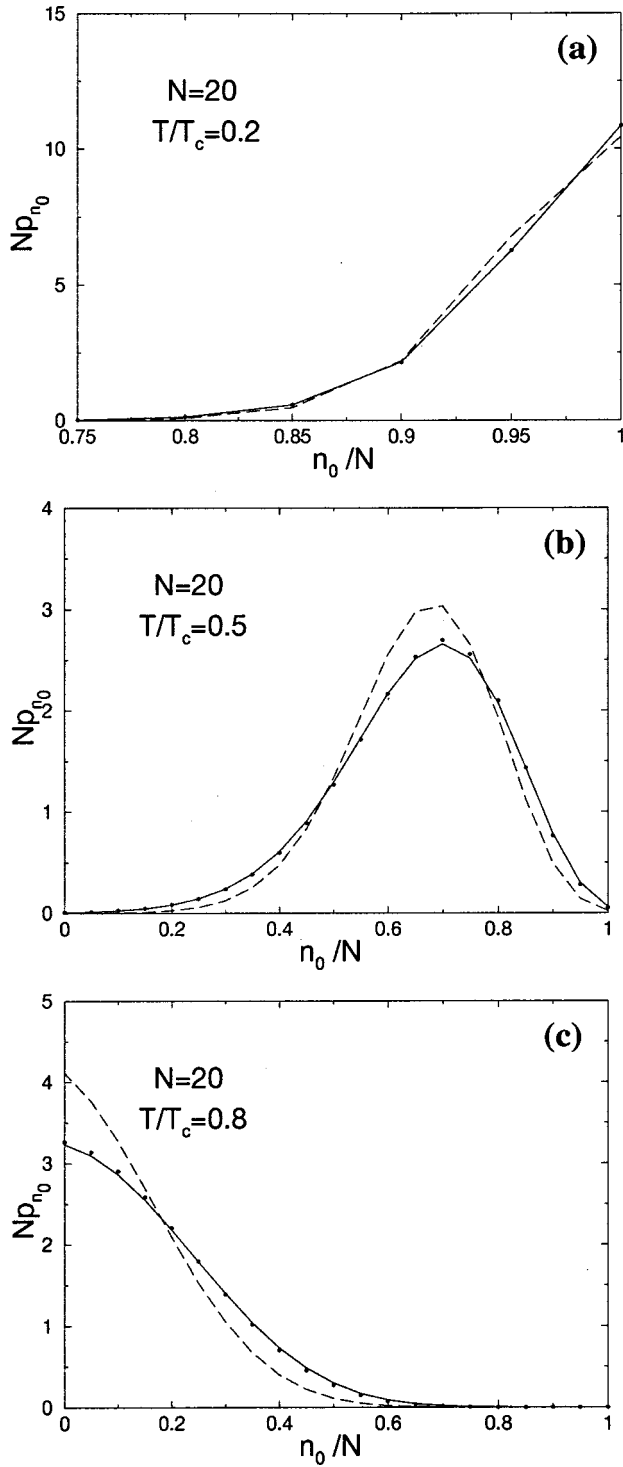 15
(a)
N=20
T/T_c=0.2
10
Np_{n_0}
5
0
0.75 0.8 0.85 0.9 0.95 1
n_0 /N
4
(b)
N=20
T/T_c=0.5
3
Np_{n_0}
2
1
0
0 0.2 0.4 0.6 0.8 1
n_0 /N
5
(c)
N=20
T/T_c=0.8
4
3
Np_{n_0}
2
1
0
0 0.2 0.4 0.6 0.8 1
n_0 /N